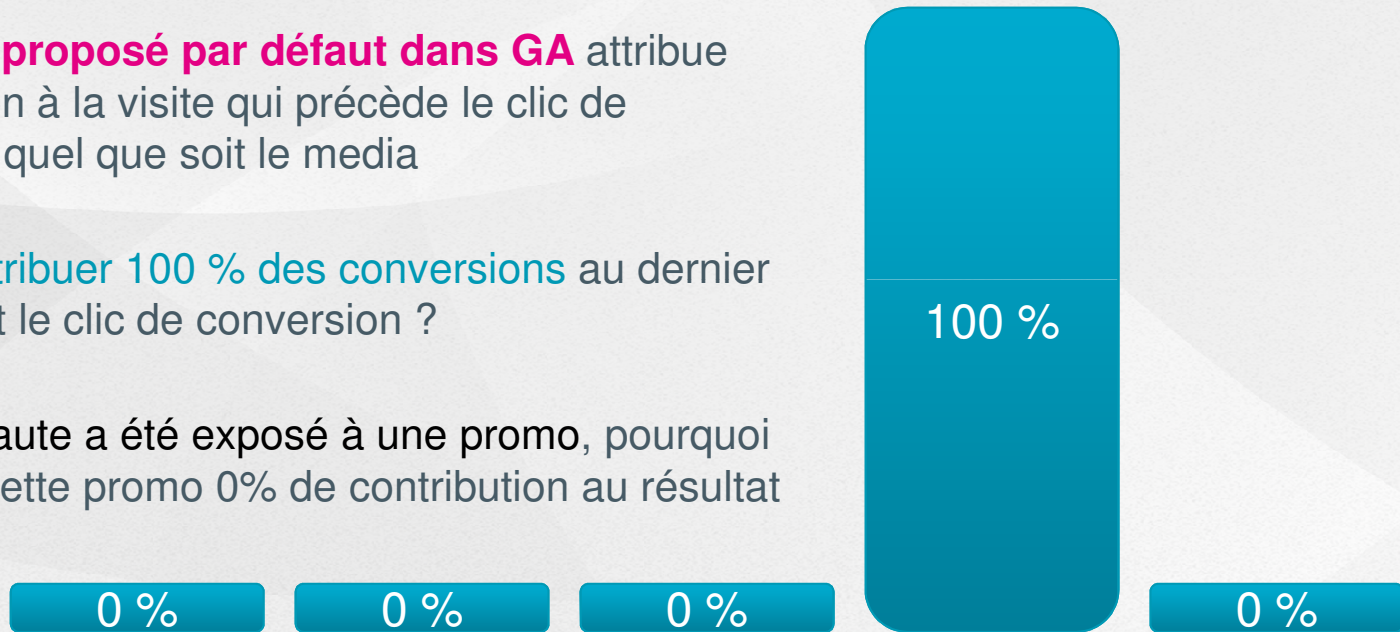 proposé par défaut dans GA attribue
n à la visite qui précède le clic de
quel que soit le media
tribuer 100 % des conversions au dernier
t le clic de conversion ?
100 %
aute a été exposé à une promo, pourquoi
ette promo 0% de contribution au résultat
0 % 0 % 0 % 0 %